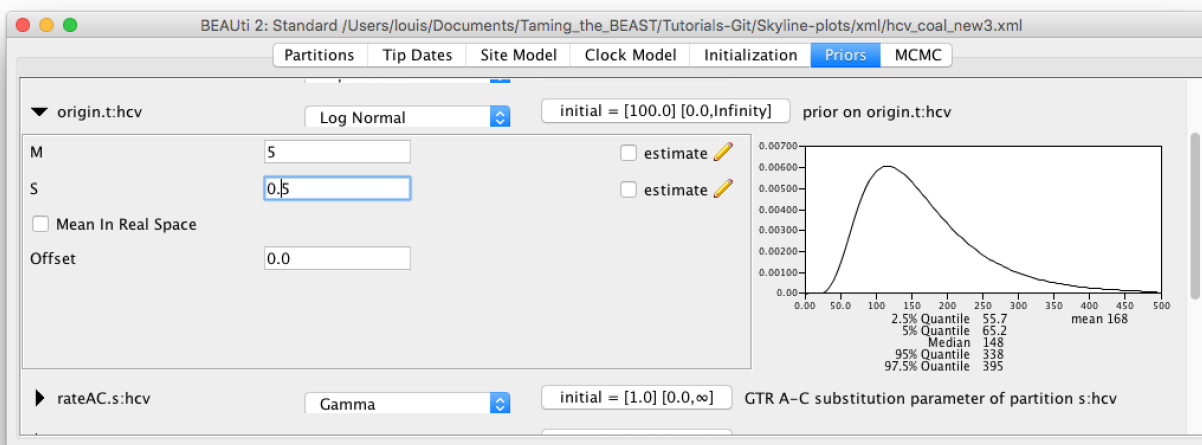 BEAUti 2: Standard /Users/louis/Documents/Taming_the_BEAST/Tutorials-Git/Skyline-plots/xml/hcv_coal_new3.xml
Partitions Tip Dates Site Model Clock Model Initialization Priors MCMC
origin.t:hcv Log Normal initial = [100.0] [0.0,Infinity] prior on origin.t:hcv
M 5 estimate
S 0.5 estimate
Mean In Real Space
Offset 0.0
0.00700
0.00600
0.00500
0.00400
0.00300
0.00200
0.00100
0.00
0.00 50.0 100 150 200 250 300 350 400 450 500
2.5% Quantile 55.7 mean 168
5% Quantile 65.2
Median 148
95% Quantile 338
97.5% Quantile 395
rateAC.s:hcv Gamma initial = [1.0] [0.0,∞] GTR A-C substitution parameter of partition s:hcv